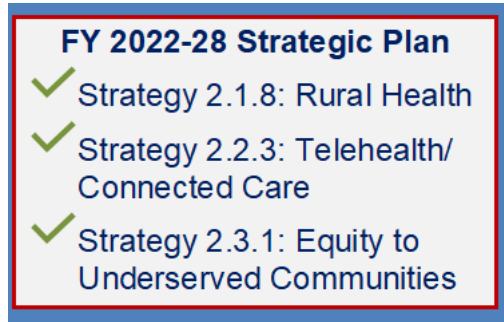 FY 2022-28 Strategic Plan
Strategy 2.1.8: Rural Health
Strategy 2.2.3: Telehealth/
Connected Care
Strategy 2.3.1: Equity to
Underserved Communities